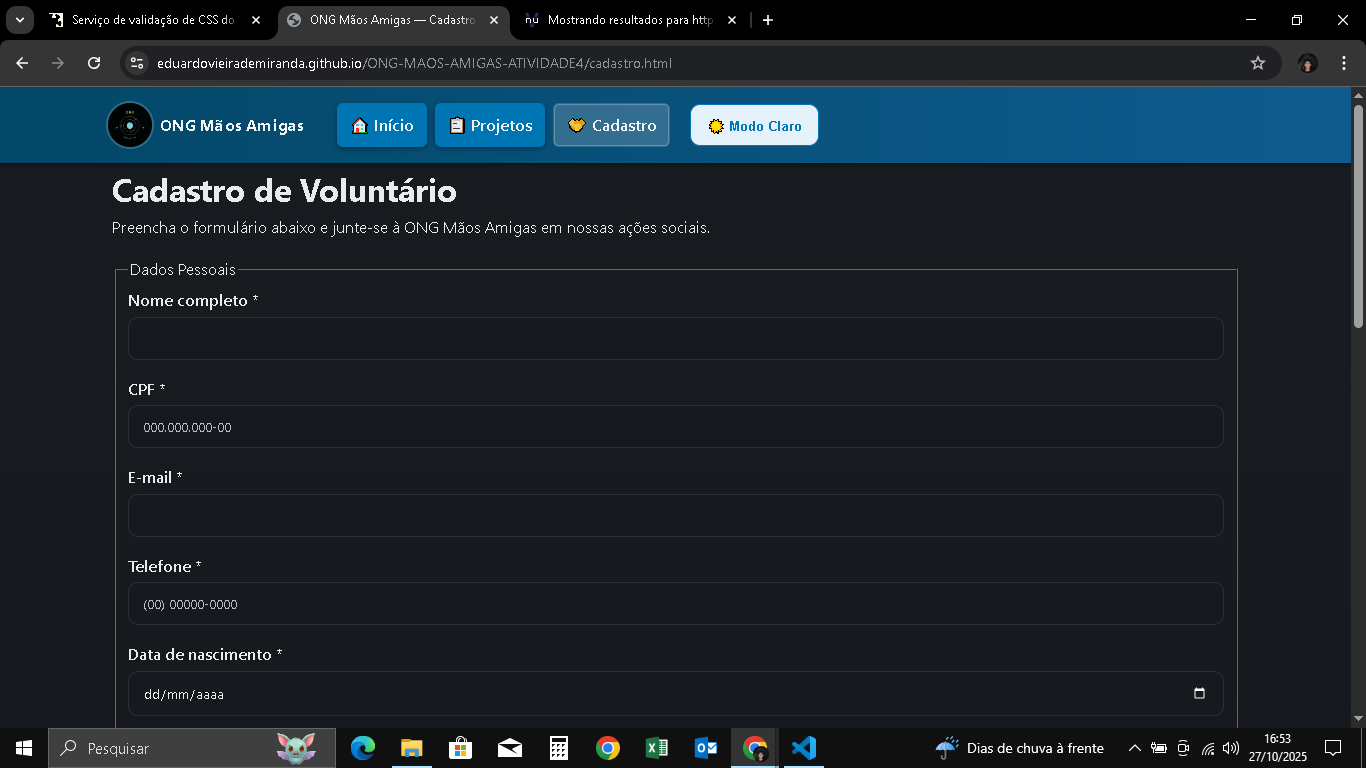 Serviço de validação de CSS do
ONG Mãos Amigas — Cadastro
nu Mostrando resultados para http
eduardovieirademiranda.github.io/ONG-MAOS-AMIGAS-ATIVIDADE4/cadastro.html
ONG Mãos Amigas
Início
Projetos
Cadastro
Modo Claro
Cadastro de Voluntário
Preencha o formulário abaixo e junte-se à ONG Mãos Amigas em nossas ações sociais.
Dados Pessoais
Nome completo *
CPF *
000.000.000-00
E-mail *
Telefone *
(00) 00000-0000
Data de nascimento *
dd/mm/aaaa
Pesquisar
Dias de chuva à frente
16:53
27/10/2025